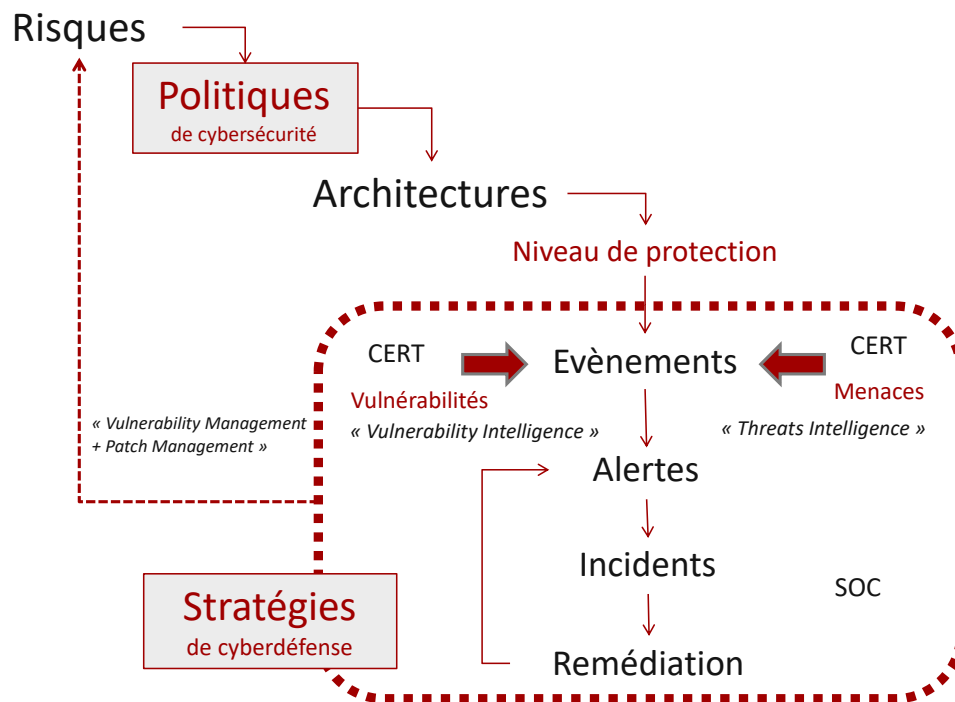 Risques
Politiques
de cybersécurité
Architectures
Niveau de protection
CERT
Evènements
CERT
Vulnérabilités
Menaces
« Vulnerability Management
+ Patch Management »
« Vulnerability Intelligence »
« Threats Intelligence »
Alertes
Incidents
SOC
Stratégies
de cyberdéfense
Remédiation